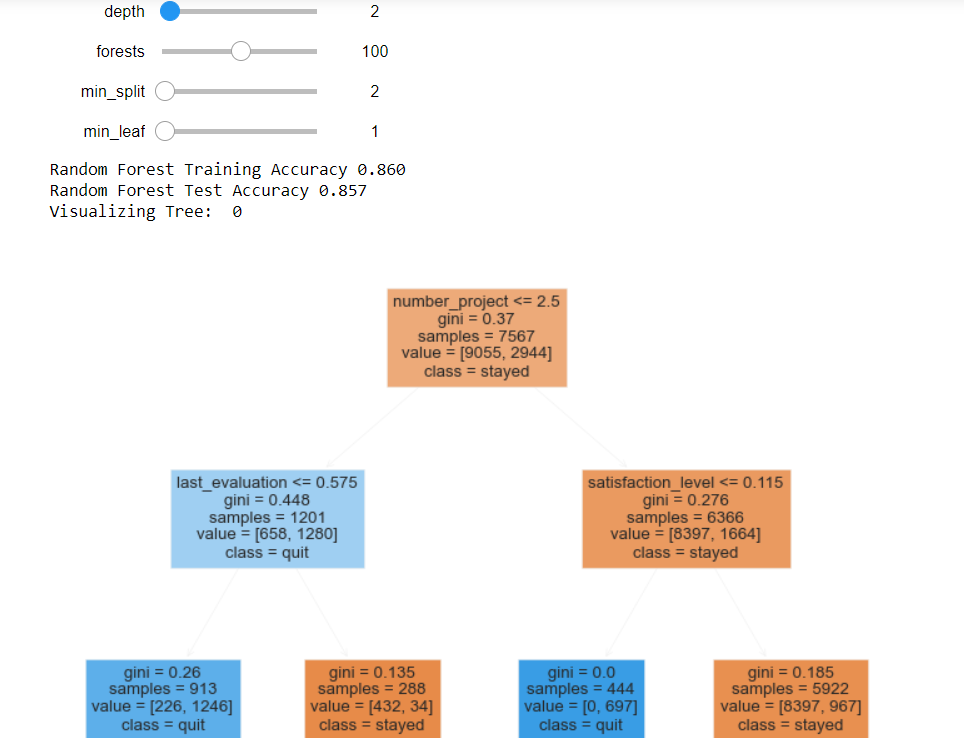 depth 2
forests 100
min_split 2
min_leaf 1
Random Forest Training Accuracy 0.860
Random Forest Test Accuracy 0.857
Visualizing Tree:  0
number_project <= 2.5
gini = 0.37
samples = 7567
value = [9055, 2944]
class = stayed
last_evaluation <= 0.575
gini = 0.448
samples = 1201
value = [658, 1280]
class = quit
satisfaction_level <= 0.115
gini = 0.276
samples = 6366
value = [8397, 1664]
class = stayed
gini = 0.26
samples = 913
value = [226, 1246]
class = quit
gini = 0.135
samples = 288
value = [432, 34]
class = stayed
gini = 0.0
samples = 444
value = [0, 697]
class = quit
gini = 0.185
samples = 5922
value = [8397, 967]
class = stayed